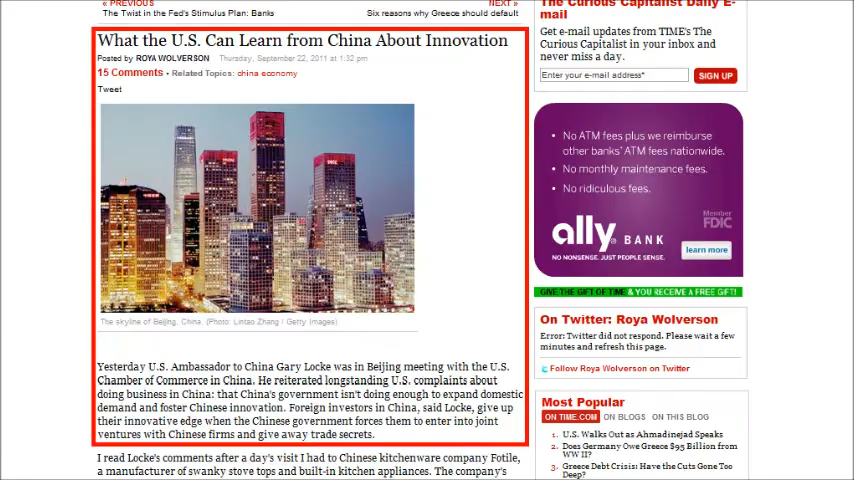 « PREVIOUS
The Twist in the Fed's Stimulus Plan: Banks
NEXT »
Six reasons why Greece should default
What the U.S. Can Learn from China About Innovation
Posted by ROYA WOLVERSON Thursday, September 22, 2011 at 1:32 pm
15 Comments • Related Topics: china economy
Tweet
The skyline of Beijing, China. (Photo: Lintao Zhang / Getty Images)
Yesterday U.S. Ambassador to China Gary Locke was in Beijing meeting with the U.S.
Chamber of Commerce in China. He reiterated longstanding U.S. complaints about
doing business in China: that China's government isn't doing enough to expand domestic
demand and foster Chinese innovation. Foreign investors in China, said Locke, give up
their innovative edge when the Chinese government forces them to enter into joint
ventures with Chinese firms and give away trade secrets.
I read Locke's comments after a day's visit I had to Chinese kitchenware company Fotile,
a manufacturer of swanky stove tops and built-in kitchen appliances. The company's
The Curious Capitalist Daily E-
mail
Get e-mail updates from TIME's The
Curious Capitalist in your inbox and
never miss a day.
Enter your e-mail address*
SIGN UP
• No ATM fees plus we reimburse
other banks' ATM fees nationwide.
• No monthly maintenance fees.
• No ridiculous fees.
Member
FDIC
ally BANK
NO NONSENSE. JUST PEOPLE SENSE.
learn more
GIVE THE GIFT OF TIME & YOU RECEIVE A FREE GIFT!
On Twitter: Roya Wolverson
Error: Twitter did not respond. Please wait a few
minutes and refresh this page.
Follow Roya Wolverson on Twitter
Most Popular
ON TIME.COM ON BLOGS ON THIS BLOG
1. U.S. Walks Out as Ahmadinejad Speaks
2. Does Germany Owe Greece $95 Billion from
WW II?
3. Greece Debt Crisis: Have the Cuts Gone Too
Deep?